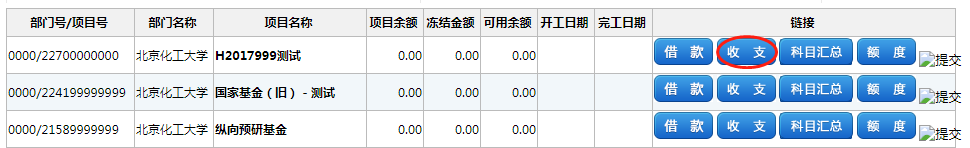 部门号/项目号 部门名称 项目名称 项目余额 冻结金额 可用余额 开工日期 完工日期 链接
0000/22700000000 北京化工大学 H2017999测试 0.00 0.00 0.00 借 款 收 支 科目汇总 额 度 提交
0000/224199999999 北京化工大学 国家基金（旧） - 测试 0.00 0.00 0.00 借 款 收 支 科目汇总 额 度 提交
0000/21589999999 北京化工大学 纵向预研基金 0.00 0.00 0.00 借 款 收 支 科目汇总 额 度 提交